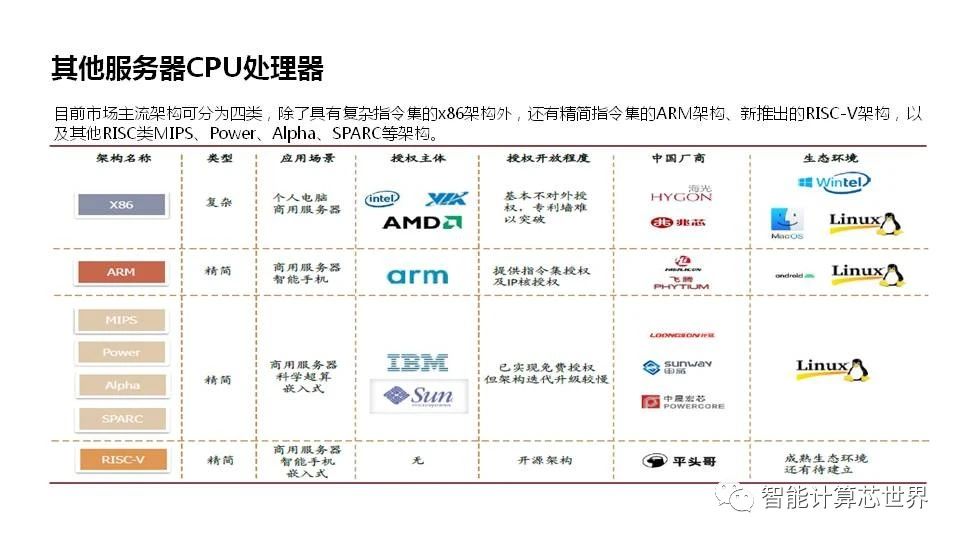 其他服务器CPU处理器
目前市场主流架构可分为四类，除了具有复杂指令集的x86架构外，还有精简指令集的ARM架构、新推出的RISC-V架构，以
及其他RISC类MIPS、Power、Alpha、SPARC等架构。
架构名称 类型 应用场景 授权主体 授权开放程度 中国厂商 生态环境
X86
复杂
个人电脑
商用服务器
intel VIA
AMD
基本不对外授
权，专利墙难
以突破
海光
HYGON
兆芯
Wintel
MacOS
Linux
ARM
精简
商用服务器
智能手机
arm
提供指令集授权
及IP核授权
HISILICON
飞腾
PHYTIUM
android
Linux
MIPS
Power
Alpha
SPARC
精简
商用服务器
科学超算
嵌入式
IBM
Sun
microsystems
已实现免费授权
但架构迭代升级较慢
LOONGSON 龙芯
SUNWAY
申威
中晟宏芯
POWERCORE
Linux
RISC-V
精简
商用服务器
智能手机
嵌入式
无
开源架构
平头哥
成熟生态环境
还有待建立
智能计算芯世界